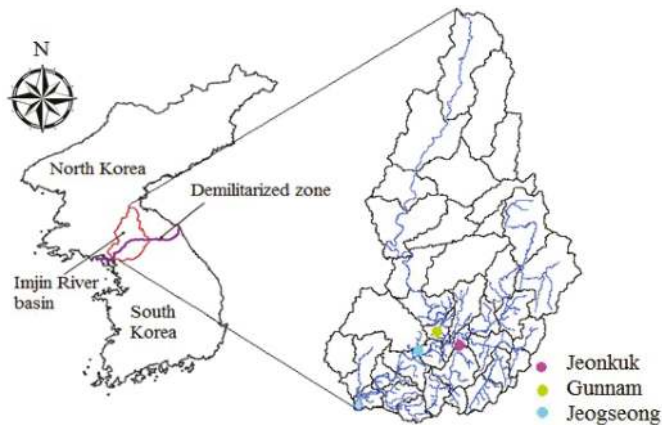 N
North Korea
Demilitarized zone
Imjin River
basin
South
Korea
Jeonkuk
Gunnam
Jeogseong